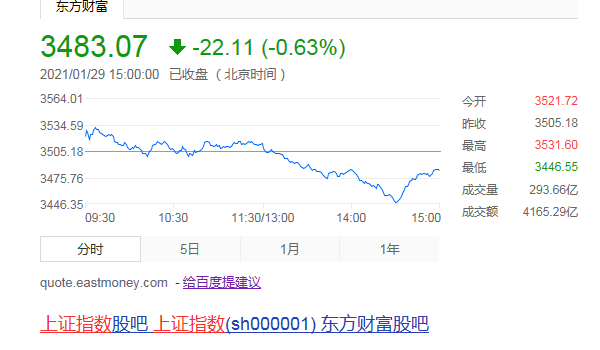 东方财富
3483.07 -22.11 (-0.63%)
2021/01/29 15:00:00 已收盘 （北京时间）
3564.01
3534.59
3505.18
3475.76
3446.35
09:30 10:30 11:30/13:00 14:00 15:00
今开 3521.72
昨收 3505.18
最高 3531.60
最低 3446.55
成交量 293.66亿
成交额 4165.29亿
分时 5日 1月 1年
quote.eastmoney.com - 给百度提建议
上证指数股吧_上证指数(sh000001)_东方财富股吧